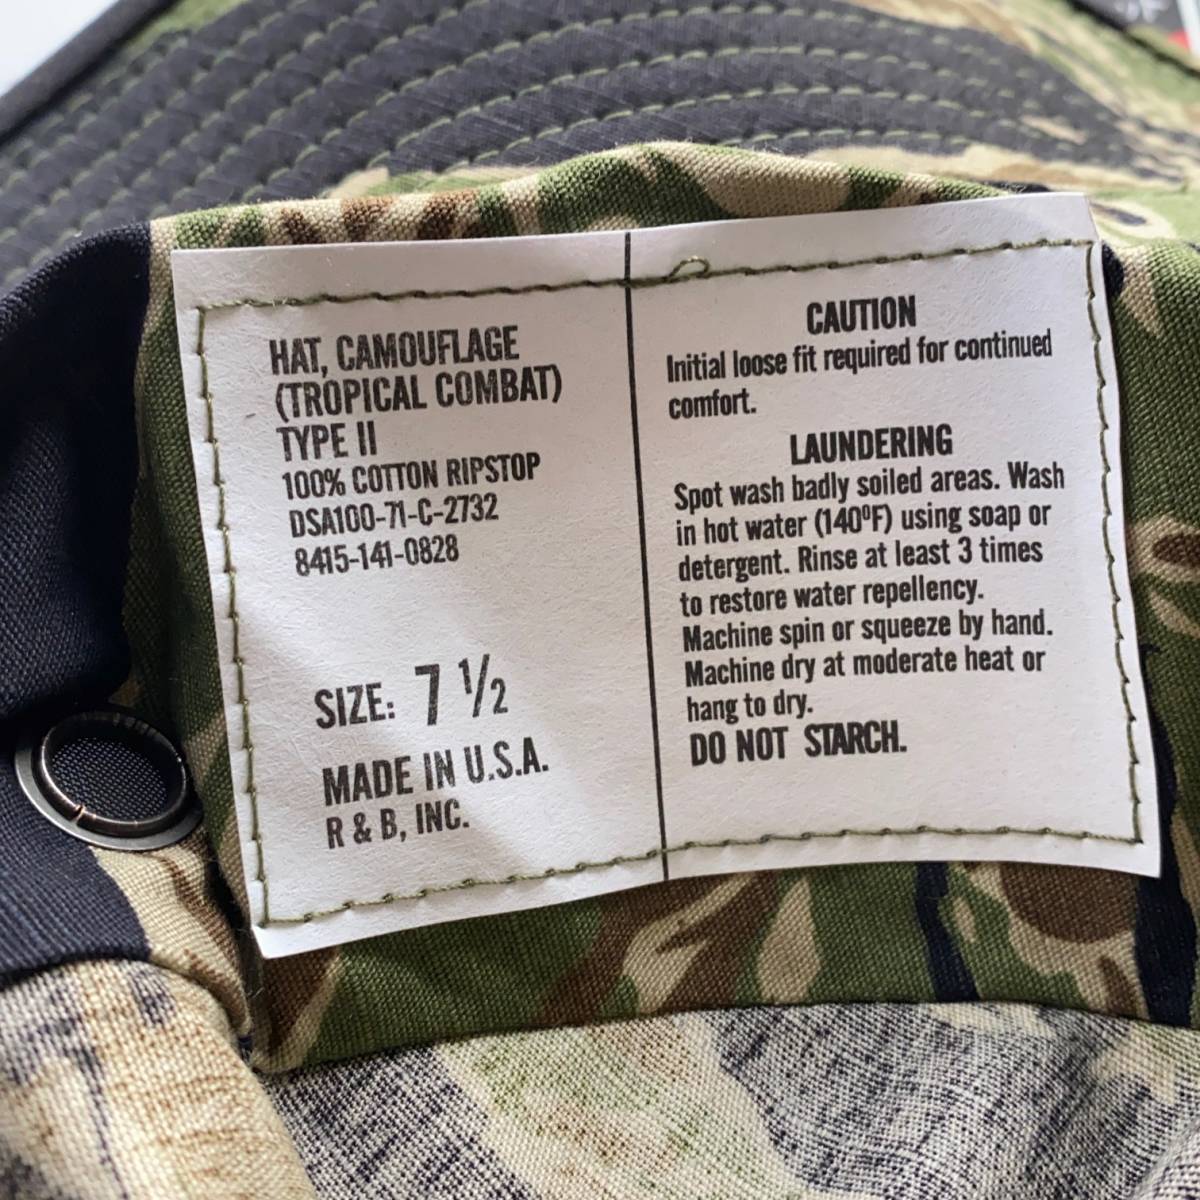 HAT, CAMOUFLAGE
(TROPICAL COMBAT)
TYPE II
100% COTTON RIPSTOP
DSA100-71-C-2732
8415-141-0828
SIZE: 7 1/2
MADE IN U.S.A.
R & B, INC.
CAUTION
Initial loose fit required for continued
comfort.
LAUNDERING
Spot wash badly soiled areas. Wash
in hot water (140ºF) using soap or
detergent. Rinse at least 3 times
to restore water repellency.
Machine spin or squeeze by hand.
Machine dry at moderate heat or
hang to dry.
DO NOT STARCH.